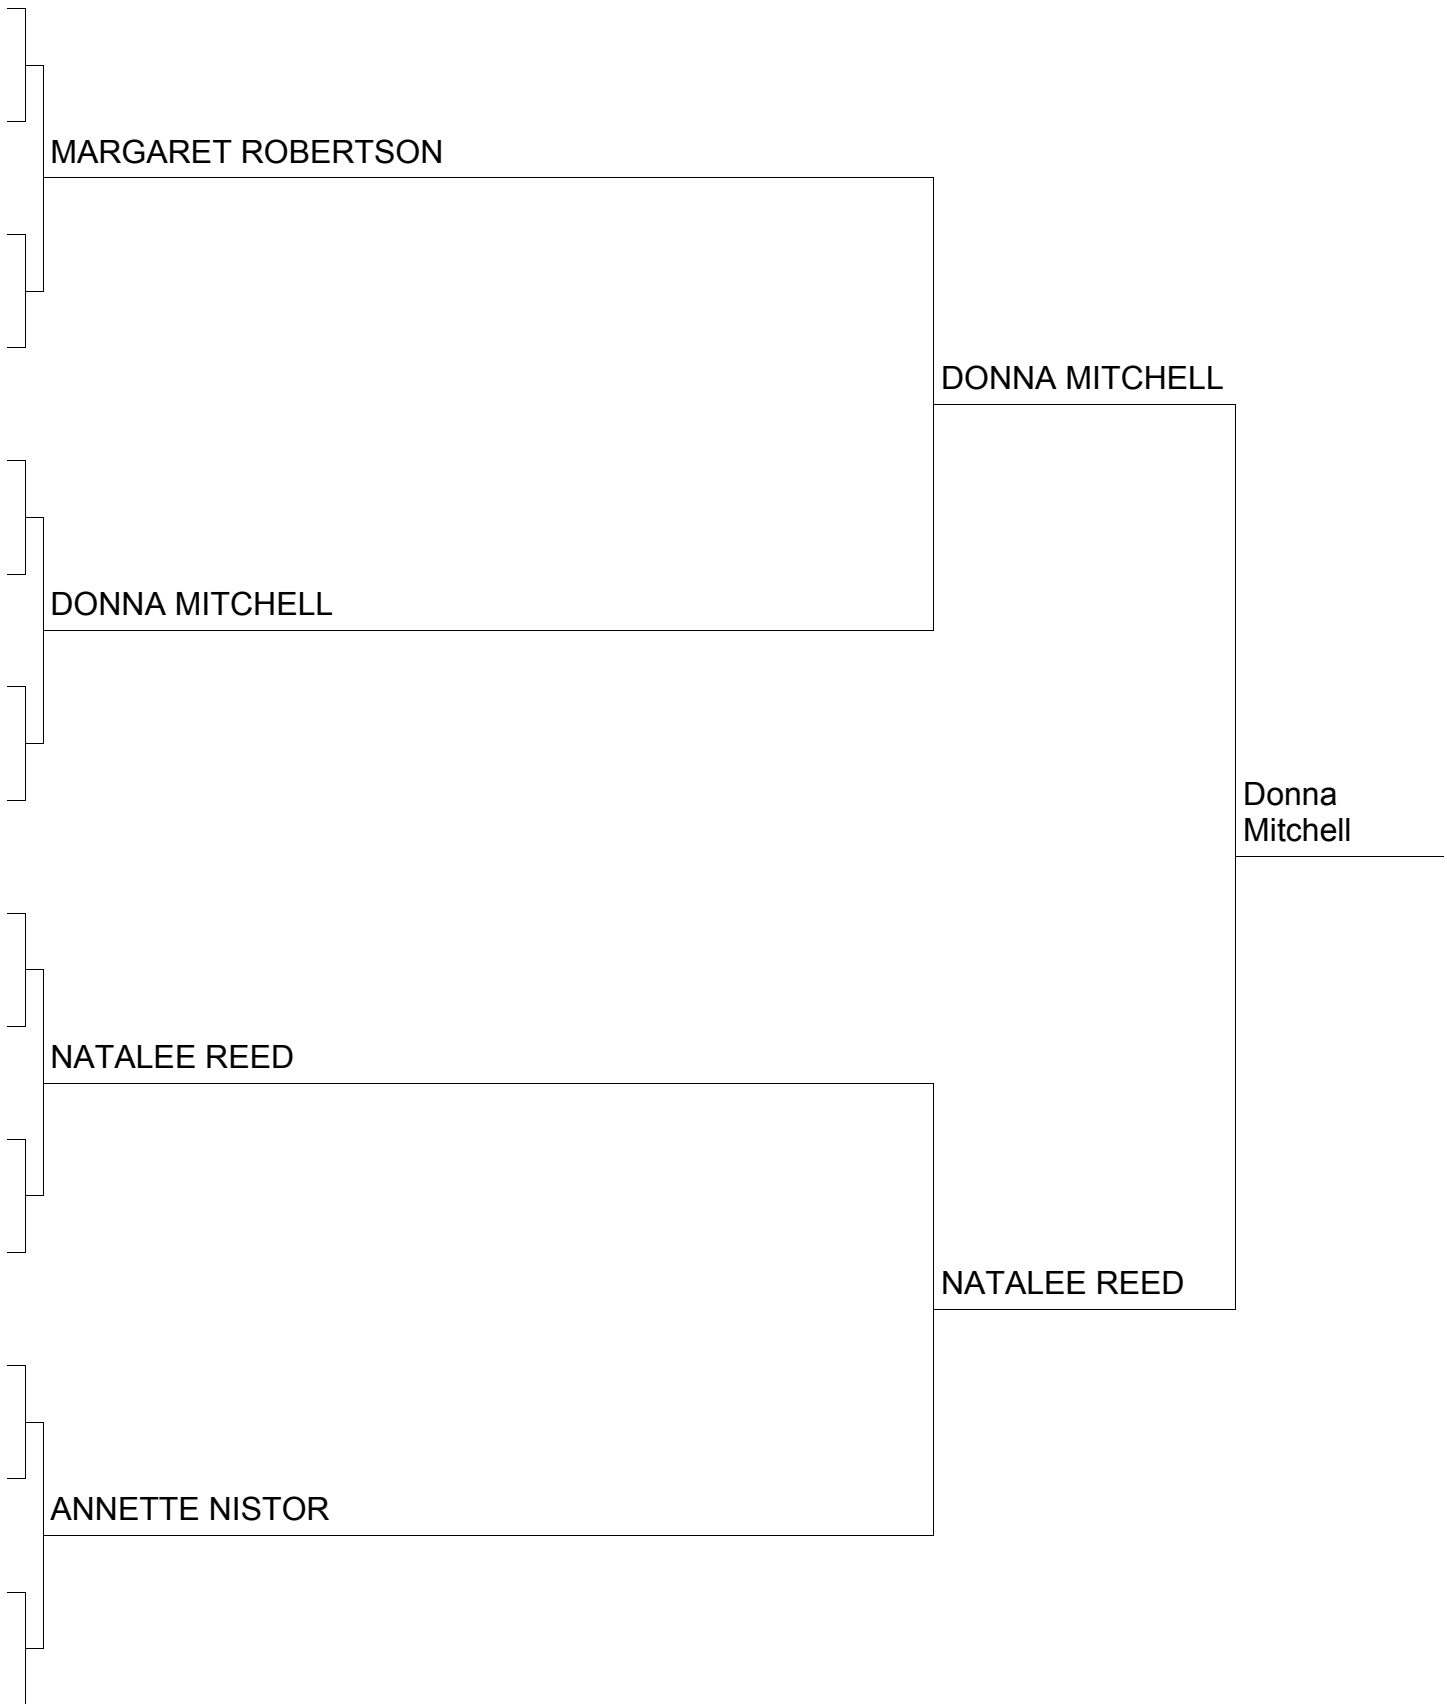 MARGARET ROBERTSON
DONNA MITCHELL
DONNA MITCHELL
Donna
Mitchell
NATALEE REED
NATALEE REED
ANNETTE NISTOR